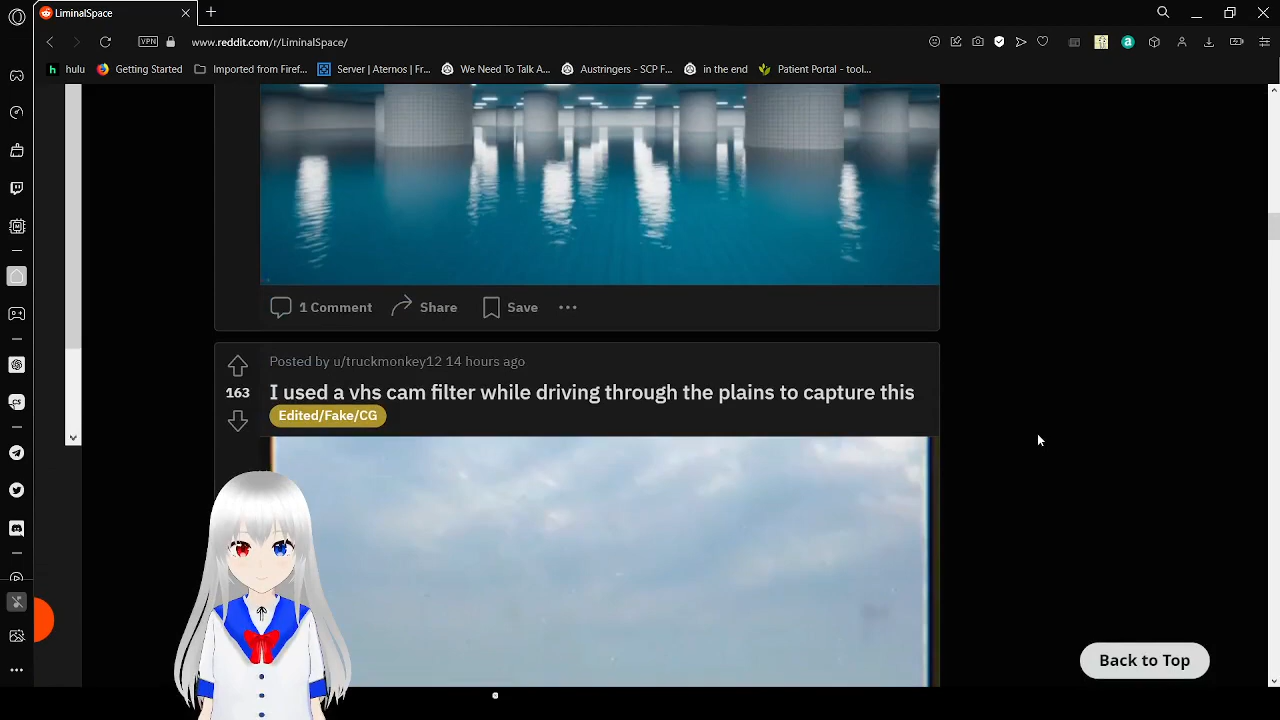 LiminalSpace
VPN
www.reddit.com/r/LiminalSpace/
hulu
Getting Started
Imported from Firef...
Server | Aternos | Fr...
We Need To Talk A...
Austringers - SCP F...
in the end
Patient Portal - tool...
1 Comment
Share
Save
Posted by u/truckmonkey12 14 hours ago
163
I used a vhs cam filter while driving through the plains to capture this
Edited/Fake/CG
Back to Top